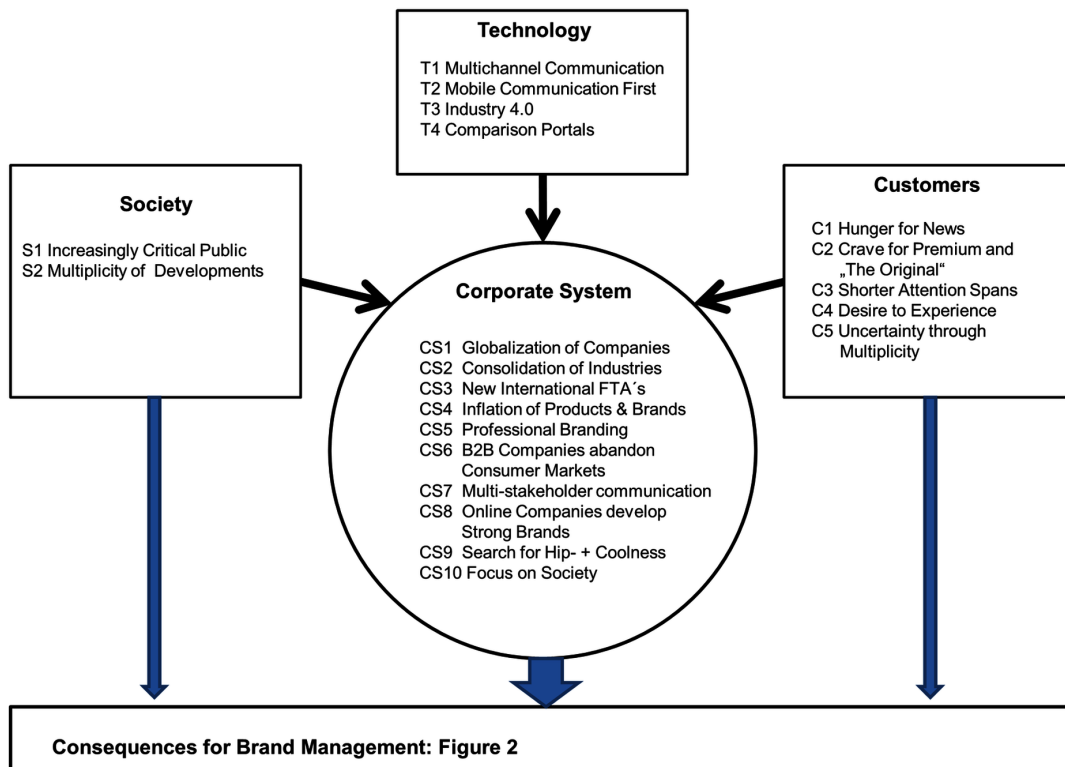 Technology
T1 Multichannel Communication
T2 Mobile Communication First
T3 Industry 4.0
T4 Comparison Portals
Society
S1 Increasingly Critical Public
S2 Multiplicity of Developments
Customers
C1 Hunger for News
C2 Crave for Premium and
„The Original“
C3 Shorter Attention Spans
C4 Desire to Experience
C5 Uncertainty through
Multiplicity
Corporate System
CS1 Globalization of Companies
CS2 Consolidation of Industries
CS3 New International FTA´s
CS4 Inflation of Products & Brands
CS5 Professional Branding
CS6 B2B Companies abandon
Consumer Markets
CS7 Multi-stakeholder communication
CS8 Online Companies develop
Strong Brands
CS9 Search for Hip- + Coolness
CS10 Focus on Society
Consequences for Brand Management: Figure 2